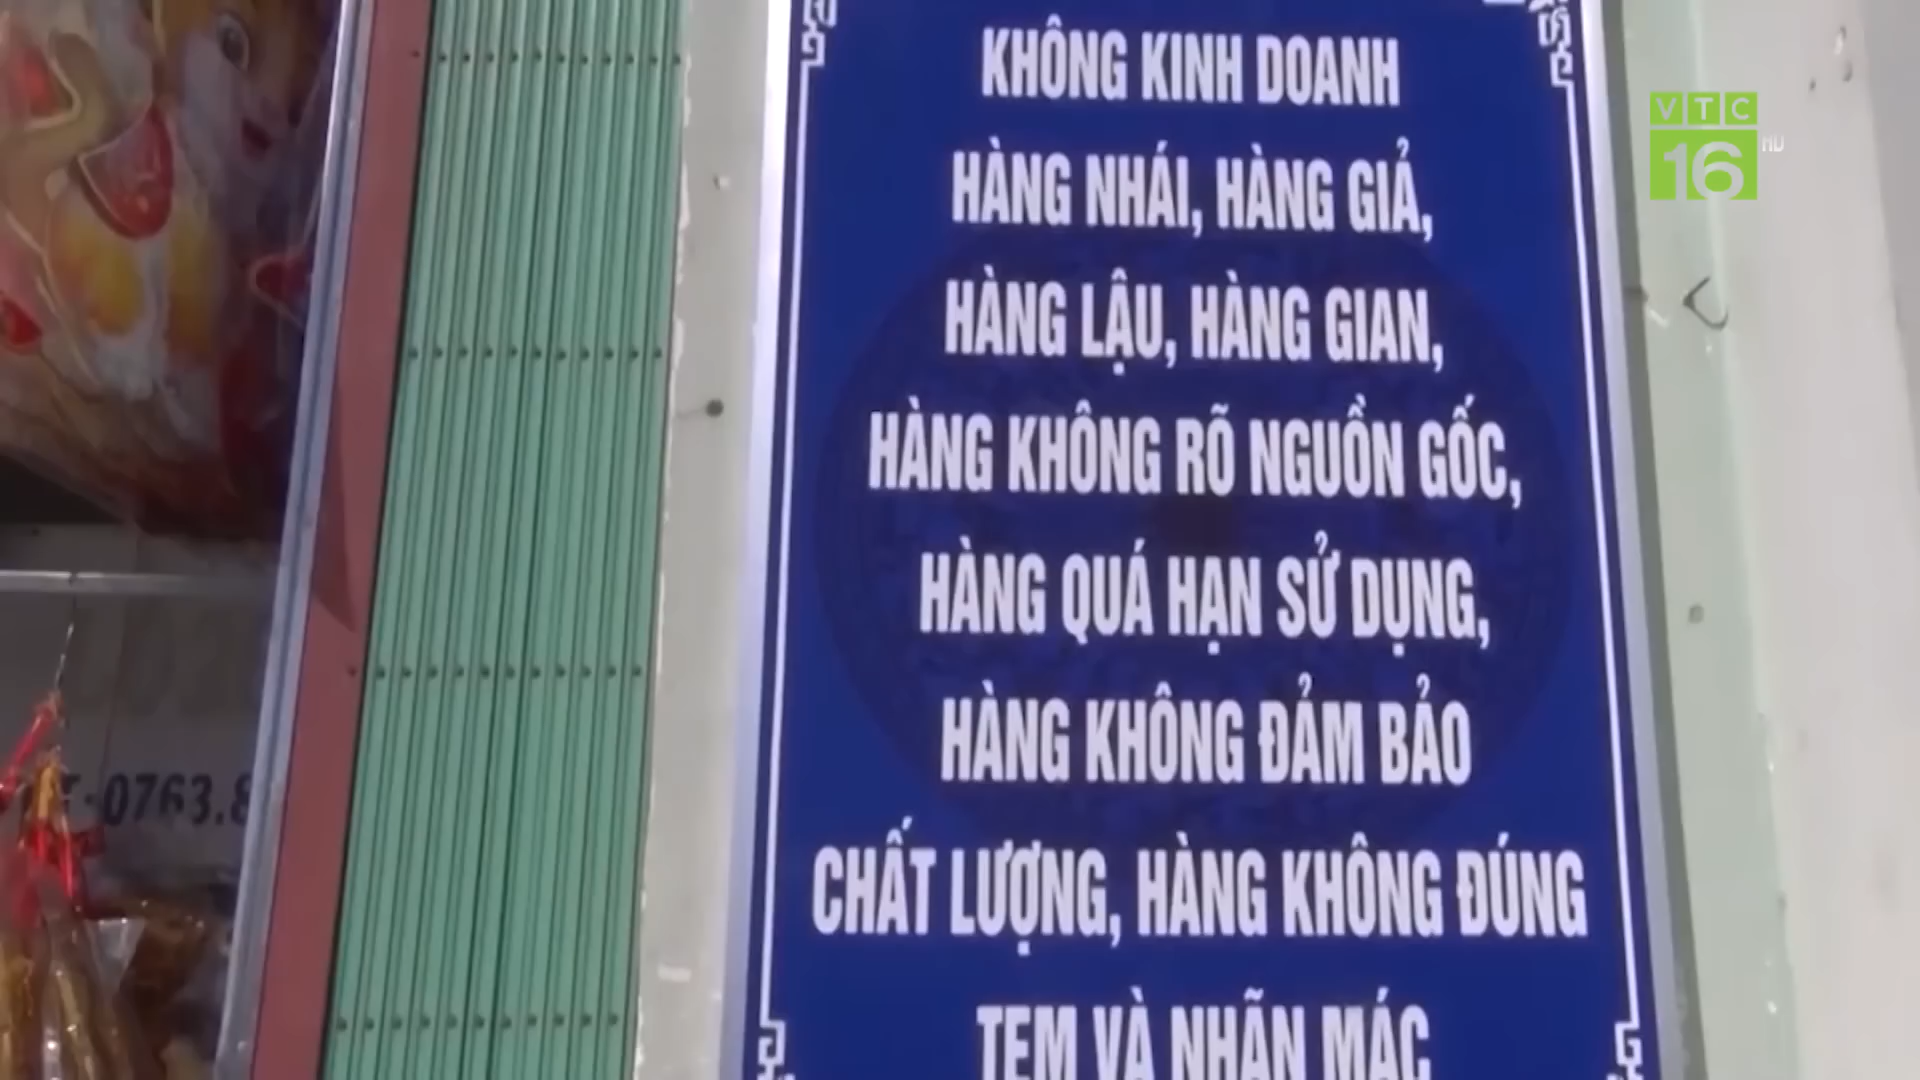 KHÔNG KINH DOANH
HÀNG NHÁI, HÀNG GIẢ,
HÀNG LẬU, HÀNG GIAN,
HÀNG KHÔNG RÕ NGUỒN GỐC,
HÀNG QUÁ HẠN SỬ DỤNG,
HÀNG KHÔNG ĐẢM BẢO
CHẤT LƯỢNG, HÀNG KHÔNG ĐÚNG
TEM VÀ NHÃN MÁC
VTC
16 HD
0763.8